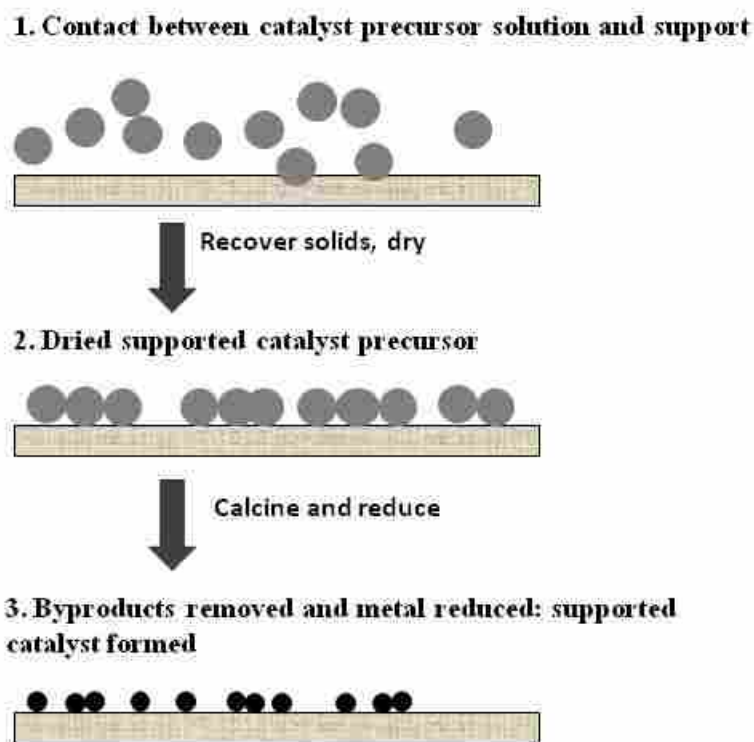 1. Contact between catalyst precursor solution and support
Recover solids, dry
2. Dried supported catalyst precursor
Calcine and reduce
3. Byproducts removed and metal reduced: supported
catalyst formed